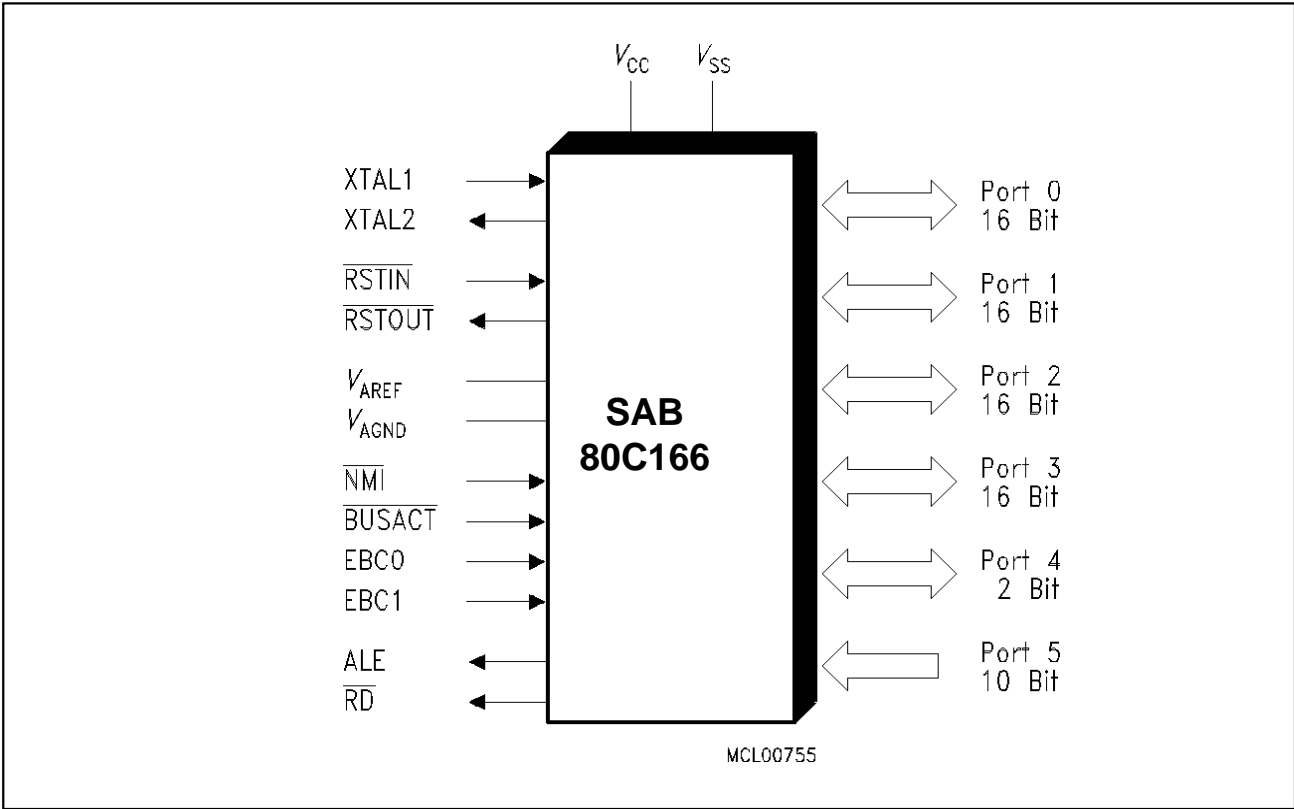 VCC VSS
XTAL1
XTAL2
RSTIN
RSTOUT
VAREF
VAGND
NMI
BUSACT
EBC0
EBC1
ALE
RD
SAB
80C166
Port 0
16 Bit
Port 1
16 Bit
Port 2
16 Bit
Port 3
16 Bit
Port 4
2 Bit
Port 5
10 Bit
MCL00755